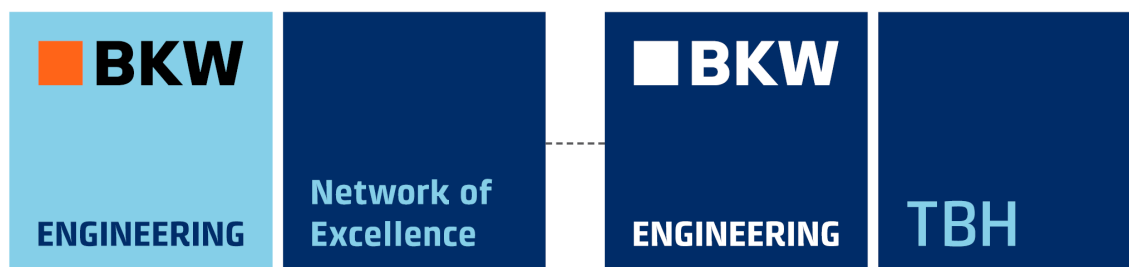 BKW
ENGINEERING
Network of
Excellence
BKW
ENGINEERING
TBH